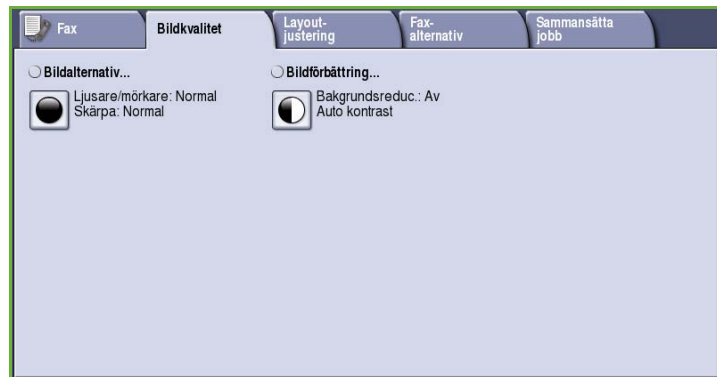 Fax
Bildkvalitet
Layout-
justering
Fax-
alternativ
Sammansätta
jobb
Bildalternativ...
Ljusare/mörkare: Normal
Skärpa: Normal
Bildförbättring...
Bakgrundsreduc.: Av
Auto kontrast